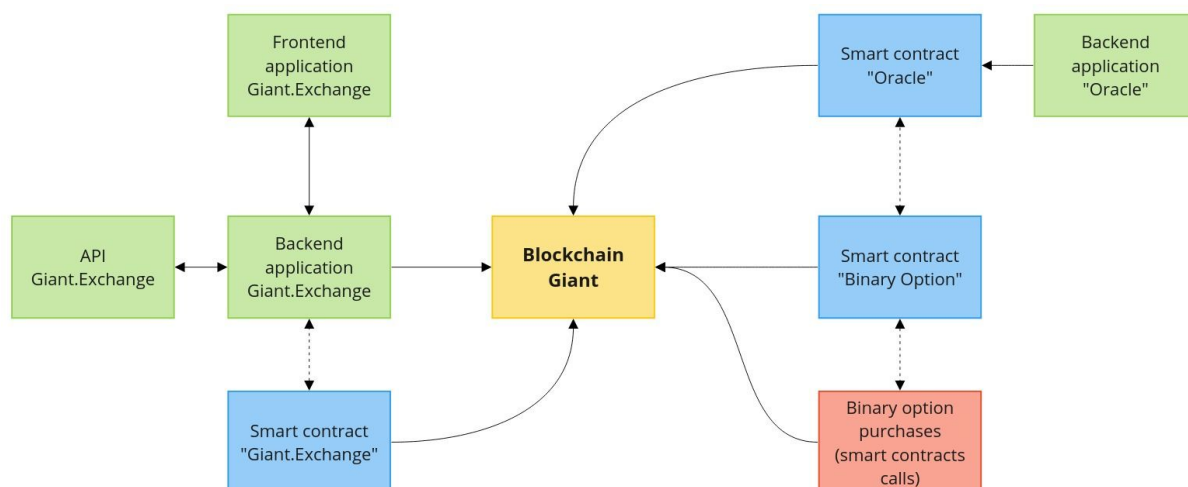 Frontend
application
Giant.Exchange
Smart contract
"Oracle"
Backend
application
"Oracle"
API
Giant.Exchange
Backend
application
Giant.Exchange
Blockchain
Giant
Smart contract
"Binary Option"
Smart contract
"Giant.Exchange"
Binary option
purchases
(smart contracts
calls)